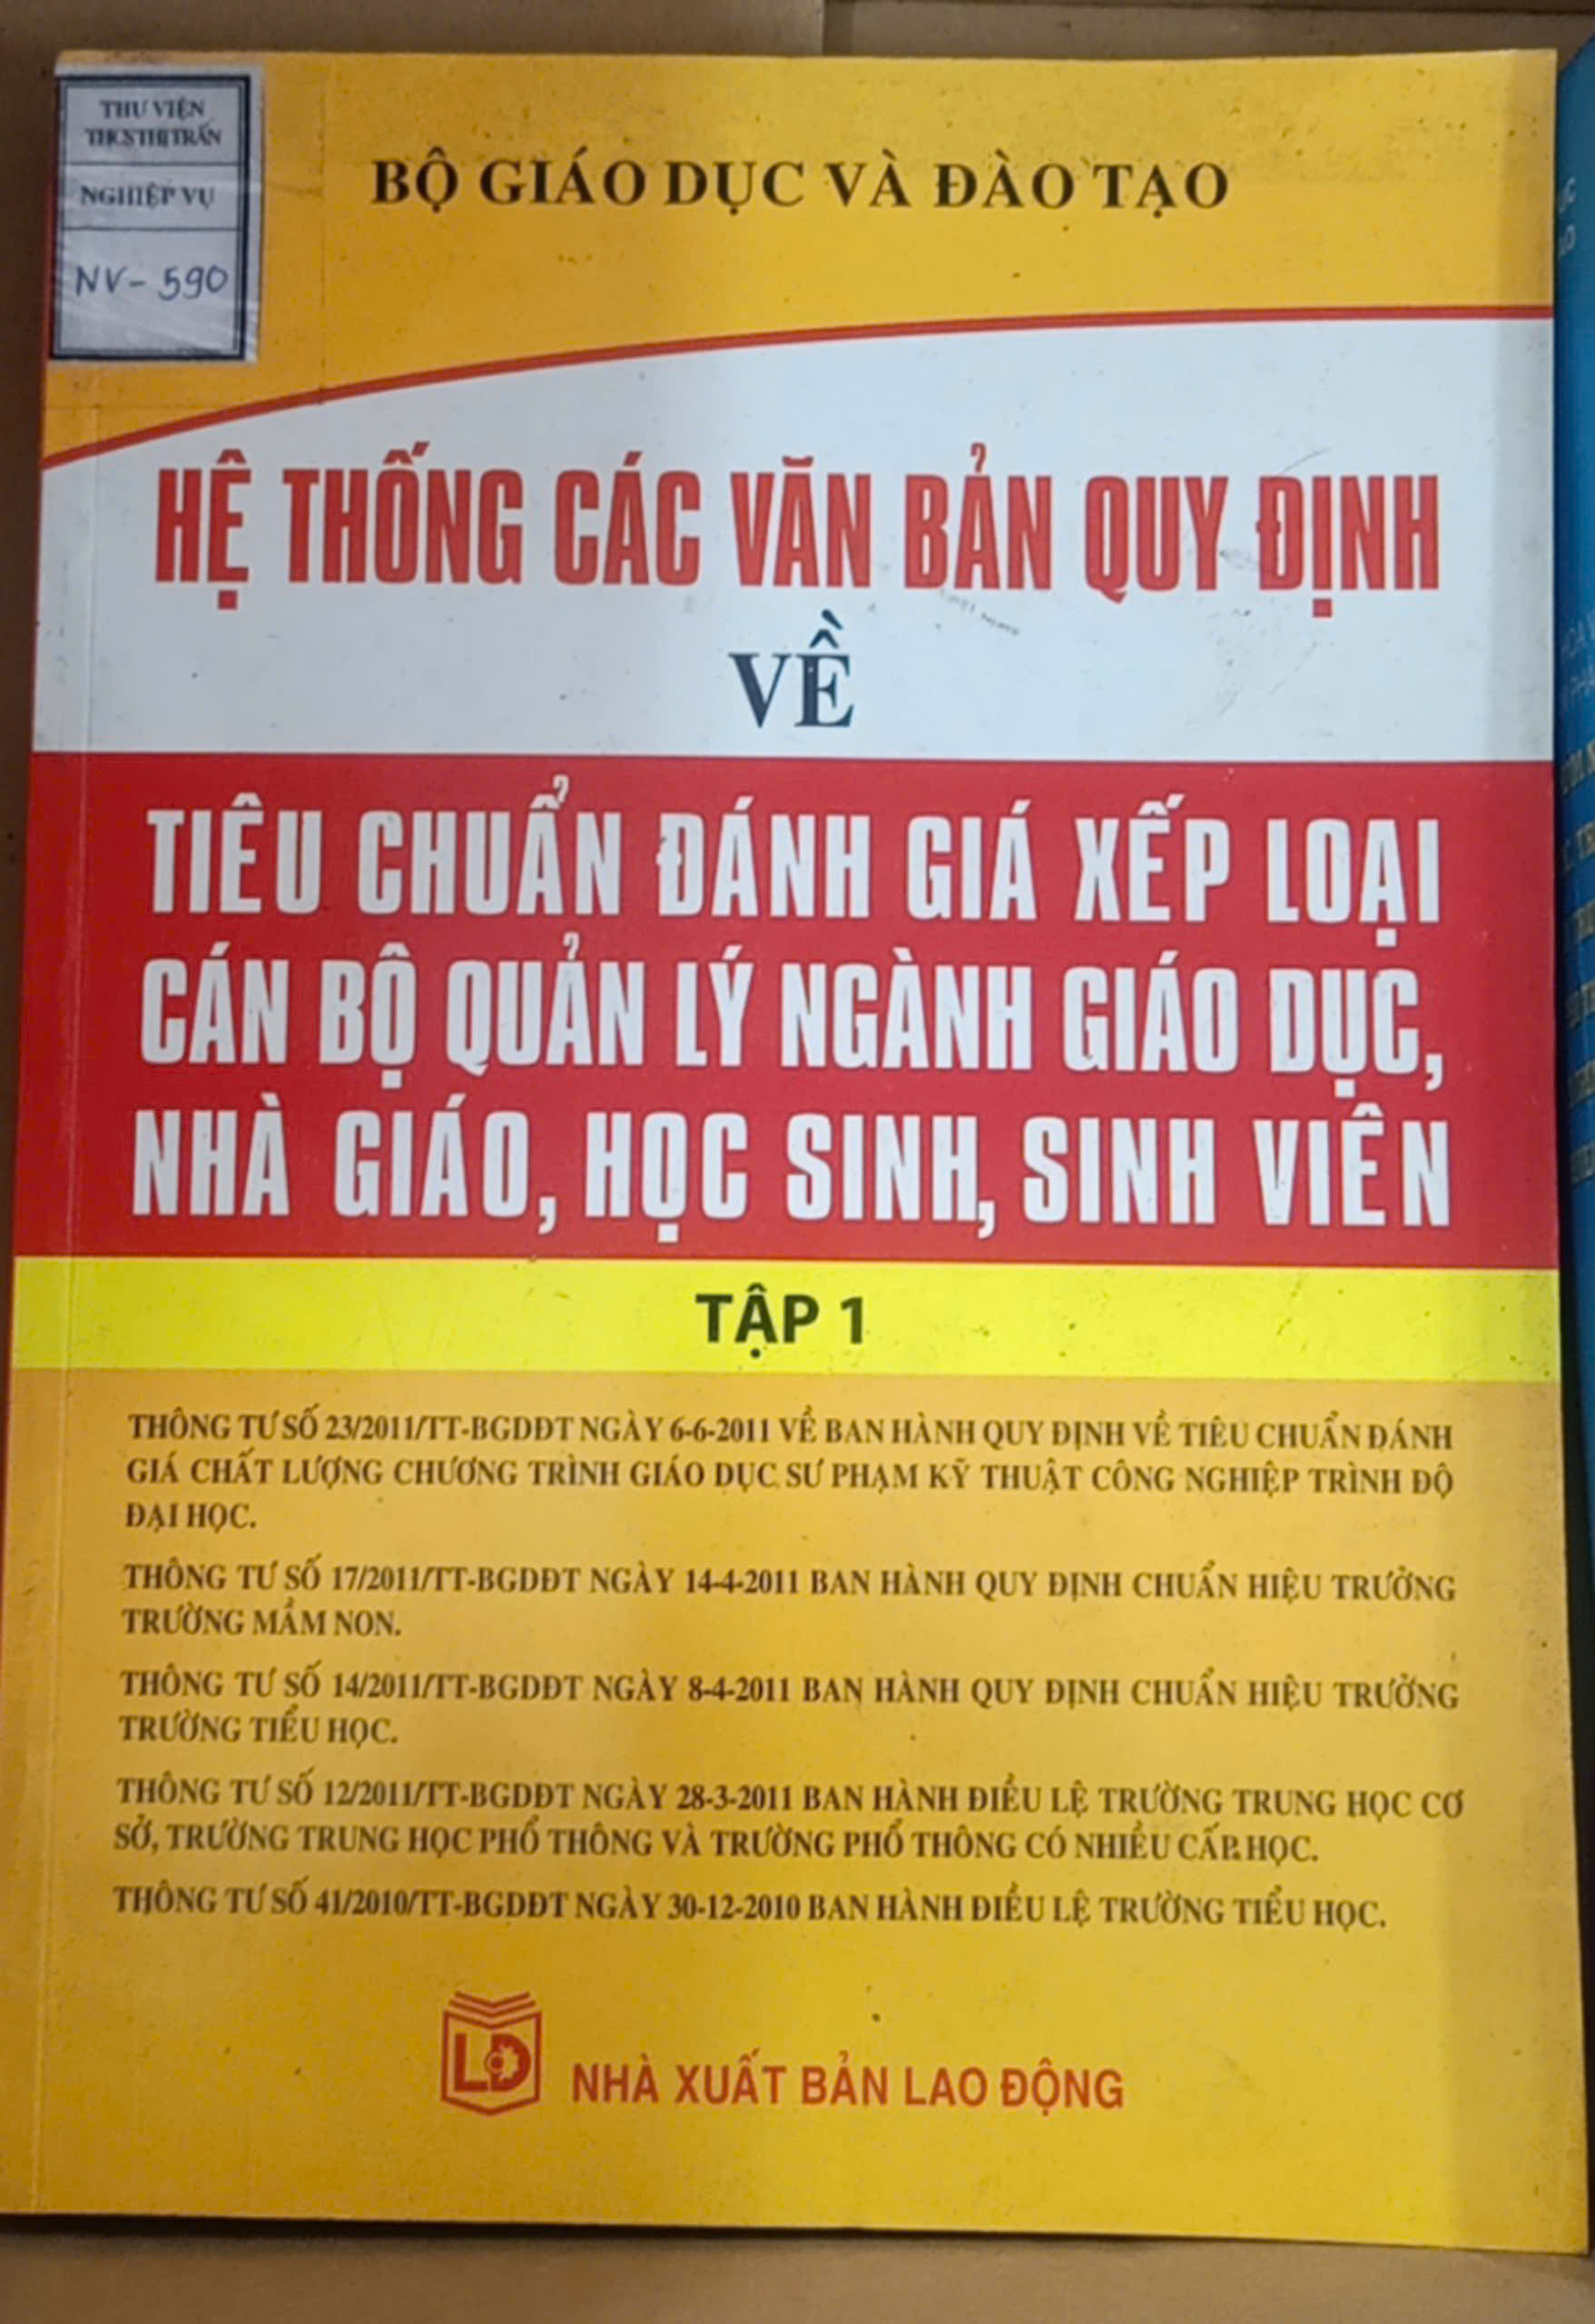 THƯ VIỆN
THCS THỊ TRẤN
NGHIỆP VỤ
NV - 590
BỘ GIÁO DỤC VÀ ĐÀO TẠO
HỆ THỐNG CÁC VĂN BẢN QUY ĐỊNH
VỀ
TIÊU CHUẨN ĐÁNH GIÁ XẾP LOẠI
CÁN BỘ QUẢN LÝ NGÀNH GIÁO DỤC,
NHÀ GIÁO, HỌC SINH, SINH VIÊN
TẬP 1
THÔNG TƯ SỐ 23/2011/TT-BGDĐT NGÀY 6-6-2011 VỀ BAN HÀNH QUY ĐỊNH VỀ TIÊU CHUẨN ĐÁNH
GIÁ CHẤT LƯỢNG CHƯƠNG TRÌNH GIÁO DỤC SƯ PHẠM KỸ THUẬT CÔNG NGHIỆP TRÌNH ĐỘ
ĐẠI HỌC.
THÔNG TƯ SỐ 17/2011/TT-BGDĐT NGÀY 14-4-2011 BAN HÀNH QUY ĐỊNH CHUẨN HIỆU TRƯỞNG
TRƯỜNG MẦM NON.
THÔNG TƯ SỐ 14/2011/TT-BGDĐT NGÀY 8-4-2011 BAN HÀNH QUY ĐỊNH CHUẨN HIỆU TRƯỞNG
TRƯỜNG TIỂU HỌC.
THÔNG TƯ SỐ 12/2011/TT-BGDĐT NGÀY 28-3-2011 BAN HÀNH ĐIỀU LỆ TRƯỜNG TRUNG HỌC CƠ
SỞ, TRƯỜNG TRUNG HỌC PHỔ THÔNG VÀ TRƯỜNG PHỔ THÔNG CÓ NHIỀU CẤP HỌC.
THÔNG TƯ SỐ 41/2010/TT-BGDĐT NGÀY 30-12-2010 BAN HÀNH ĐIỀU LỆ TRƯỜNG TIỂU HỌC.
LĐ
NHÀ XUẤT BẢN LAO ĐỘNG